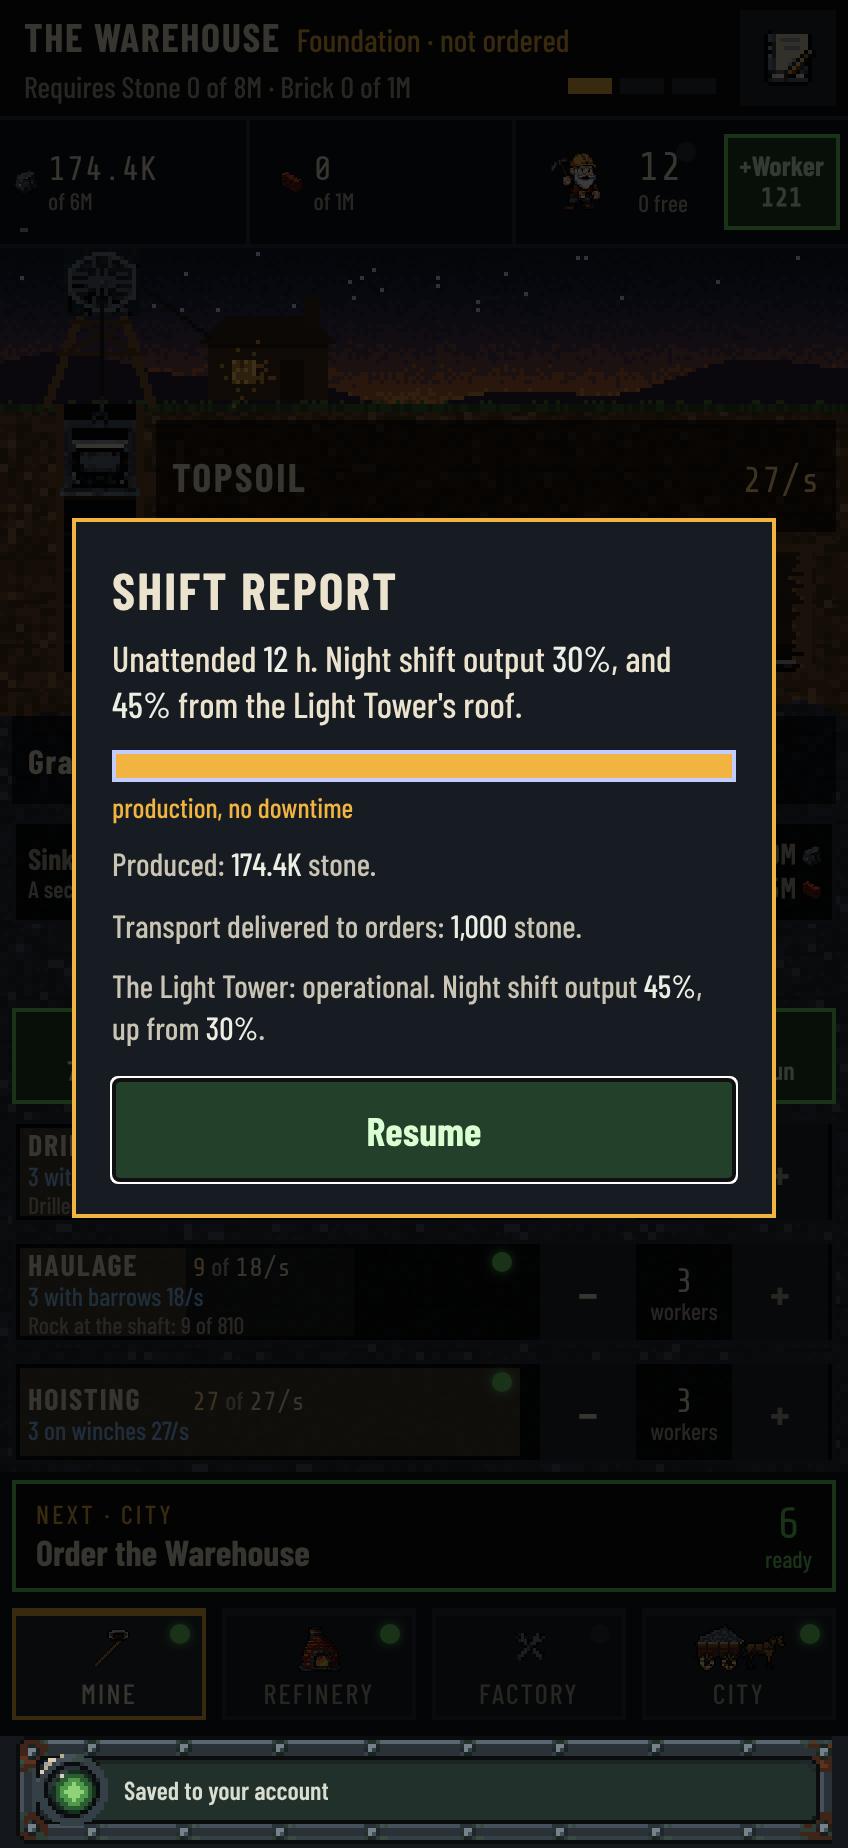 THE WAREHOUSE Foundation · not ordered
Requires Stone 0 of 8M · Brick 0 of 1M
174.4K
of 6M
0
of 1M
12
0 free
+Worker
121
TOPSOIL 27/s
SHIFT REPORT
Unattended 12 h. Night shift output 30%, and
45% from the Light Tower's roof.
production, no downtime
Produced: 174.4K stone.
Transport delivered to orders: 1,000 stone.
The Light Tower: operational. Night shift output 45%,
up from 30%.
Resume
HAULAGE 9 of 18/s
3 with barrows 18/s
Rock at the shaft: 9 of 810
−
3
workers
+
HOISTING 27 of 27/s
3 on winches 27/s
−
3
workers
+
NEXT · CITY
Order the Warehouse
6
ready
MINE REFINERY FACTORY CITY
Saved to your account